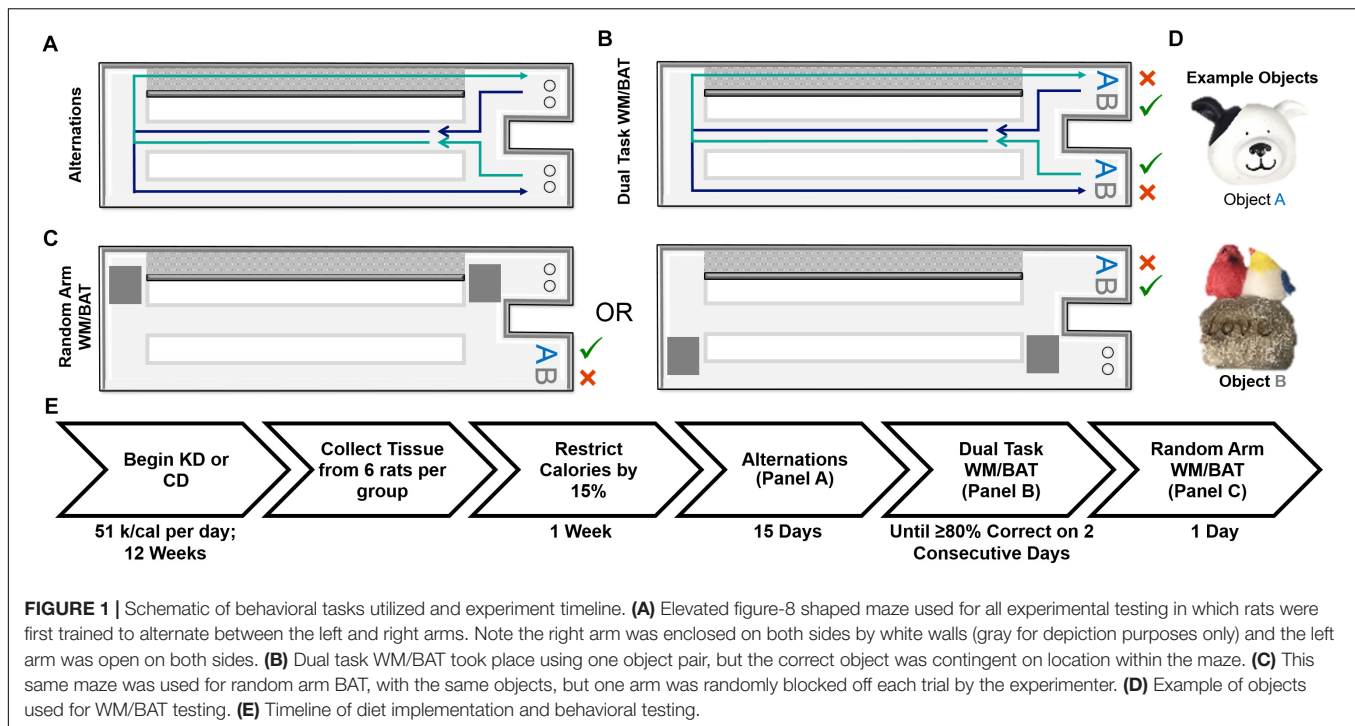 A
Alternations
B
Dual Task WM/BAT
A
B
A
B
D
Example Objects
Object A
C
Random Arm
WM/BAT
A
B
OR
A
B
Love
Object B
E
Begin KD or
CD
51 k/cal per day;
12 Weeks
Collect Tissue
from 6 rats per
group
Restrict
Calories by
15%
1 Week
Alternations
(Panel A)
15 Days
Dual Task
WM/BAT
(Panel B)
Until ≥80% Correct on 2
Consecutive Days
Random Arm
WM/BAT
(Panel C)
1 Day
FIGURE 1 | Schematic of behavioral tasks utilized and experiment timeline. (A) Elevated figure-8 shaped maze used for all experimental testing in which rats were
first trained to alternate between the left and right arms. Note the right arm was enclosed on both sides by white walls (gray for depiction purposes only) and the left
arm was open on both sides. (B) Dual task WM/BAT took place using one object pair, but the correct object was contingent on location within the maze. (C) This
same maze was used for random arm BAT, with the same objects, but one arm was randomly blocked off each trial by the experimenter. (D) Example of objects
used for WM/BAT testing. (E) Timeline of diet implementation and behavioral testing.